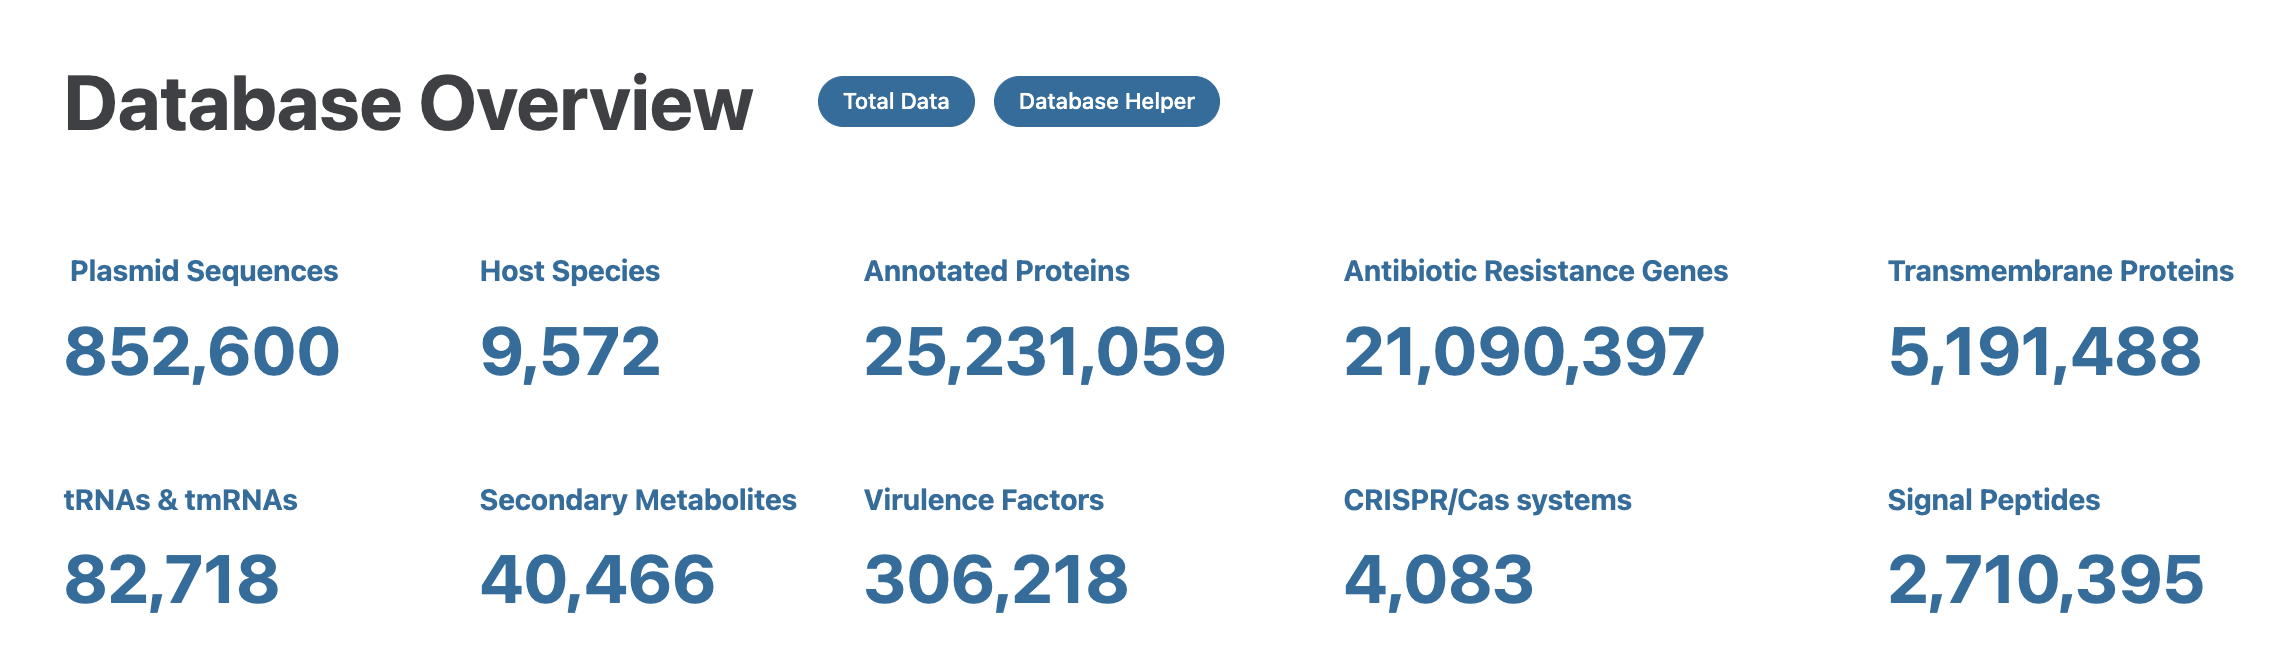 Database Overview Total Data Database Helper
Plasmid Sequences Host Species Annotated Proteins Antibiotic Resistance Genes Transmembrane Proteins
852,600 9,572 25,231,059 21,090,397 5,191,488
tRNAs & tmRNAs Secondary Metabolites Virulence Factors CRISPR/Cas systems Signal Peptides
82,718 40,466 306,218 4,083 2,710,395